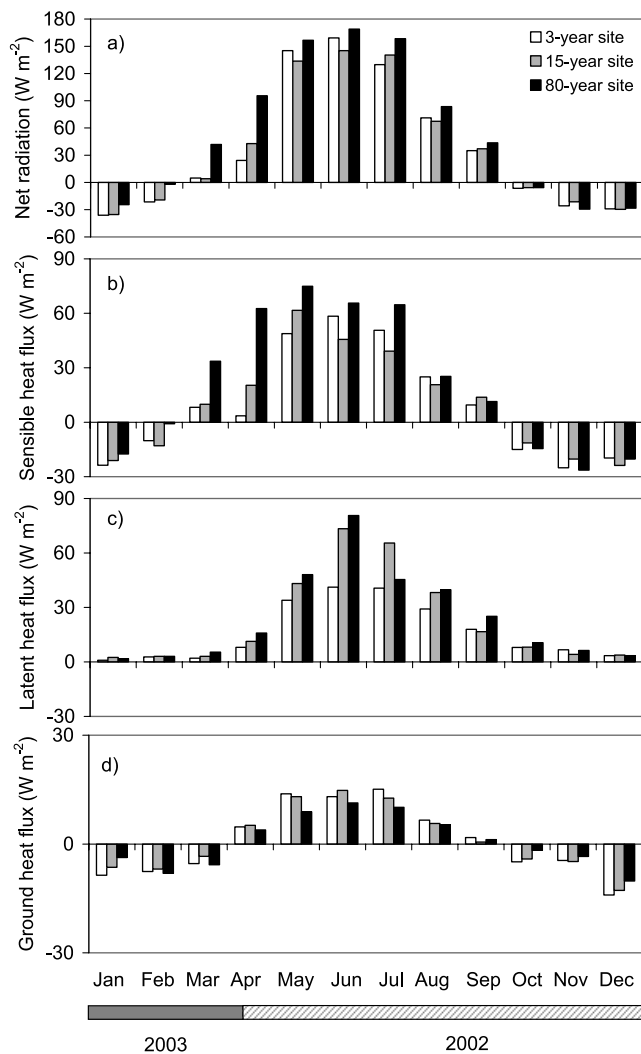 180
150
120
90
60
30
0
-30
-60
Net radiation (W m⁻²)
a)
3-year site
15-year site
80-year site
90
60
30
0
-30
Sensible heat flux (W m⁻²)
b)
90
60
30
0
-30
Latent heat flux (W m⁻²)
c)
30
0
-30
Ground heat flux (W m⁻²)
d)
Jan Feb Mar Apr May Jun Jul Aug Sep Oct Nov Dec
2003 2002